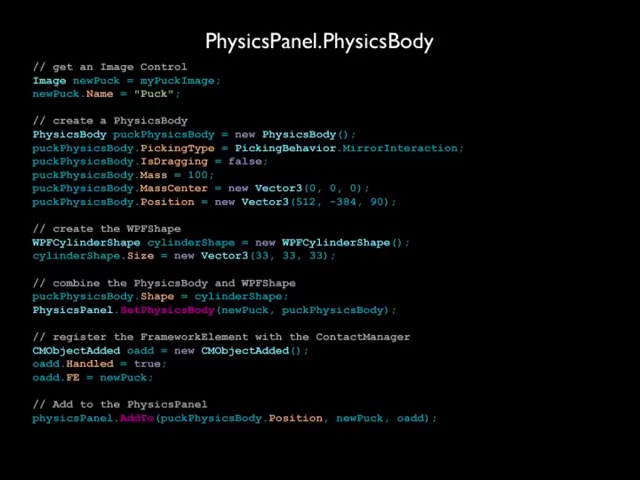 PhysicsPanel.PhysicsBody
// get an Image Control
Image newPuck = myPuckImage;
newPuck.Name = "Puck";
// create a PhysicsBody
PhysicsBody puckPhysicsBody = new PhysicsBody();
puckPhysicsBody.PickingType = PickingBehavior.MirrorInteraction;
puckPhysicsBody.IsDragging = false;
puckPhysicsBody.Mass = 100;
puckPhysicsBody.MassCenter = new Vector3(0, 0, 0);
puckPhysicsBody.Position = new Vector3(512, -384, 90);
// create the WPFShape
WPFCylinderShape cylinderShape = new WPFCylinderShape();
cylinderShape.Size = new Vector3(33, 33, 33);
// combine the PhysicsBody and WPFShape
puckPhysicsBody.Shape = cylinderShape;
PhysicsPanel.SetPhysicsBody(newPuck, puckPhysicsBody);
// register the FrameworkElement with the ContactManager
CMObjectAdded oadd = new CMObjectAdded();
oadd.Handled = true;
oadd.FE = newPuck;
// Add to the PhysicsPanel
physicsPanel.AddTo(puckPhysicsBody.Position, newPuck, oadd);